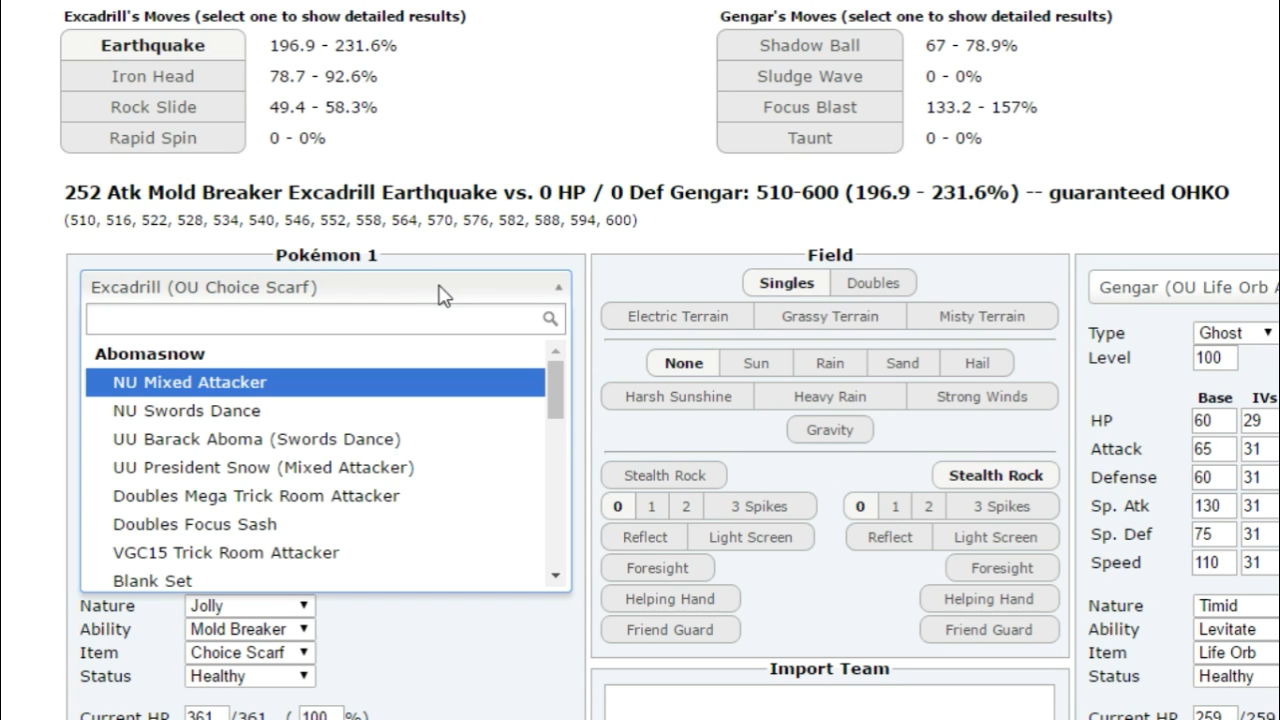 Excadrill's Moves (select one to show detailed results)
Gengar's Moves (select one to show detailed results)
Earthquake 196.9 - 231.6%
Shadow Ball 67 - 78.9%
Iron Head 78.7 - 92.6%
Sludge Wave 0 - 0%
Rock Slide 49.4 - 58.3%
Focus Blast 133.2 - 157%
Rapid Spin 0 - 0%
Taunt 0 - 0%
252 Atk Mold Breaker Excadrill Earthquake vs. 0 HP / 0 Def Gengar: 510-600 (196.9 - 231.6%) -- guaranteed OHKO
(510, 516, 522, 528, 534, 540, 546, 552, 558, 564, 570, 576, 582, 588, 594, 600)
Pokémon 1
Excadrill (OU Choice Scarf)
Abomasnow
NU Mixed Attacker
NU Swords Dance
UU Barack Aboma (Swords Dance)
UU President Snow (Mixed Attacker)
Doubles Mega Trick Room Attacker
Doubles Focus Sash
VGC15 Trick Room Attacker
Blank Set
Nature Jolly
Ability Mold Breaker
Item Choice Scarf
Status Healthy
Current HP 361 /361 ( 100 %)
Field
Singles Doubles
Electric Terrain Grassy Terrain Misty Terrain
None Sun Rain Sand Hail
Harsh Sunshine Heavy Rain Strong Winds
Gravity
Stealth Rock Stealth Rock
0 1 2 3 Spikes 0 1 2 3 Spikes
Reflect Light Screen Reflect Light Screen
Foresight Foresight
Helping Hand Helping Hand
Friend Guard Friend Guard
Import Team
Gengar (OU Life Orb
Type Ghost
Level 100
Base IVs
HP 60 29
Attack 65 31
Defense 60 31
Sp. Atk 130 31
Sp. Def 75 31
Speed 110 31
Nature Timid
Ability Levitate
Item Life Orb
Status Healthy
Current HP 259 /259